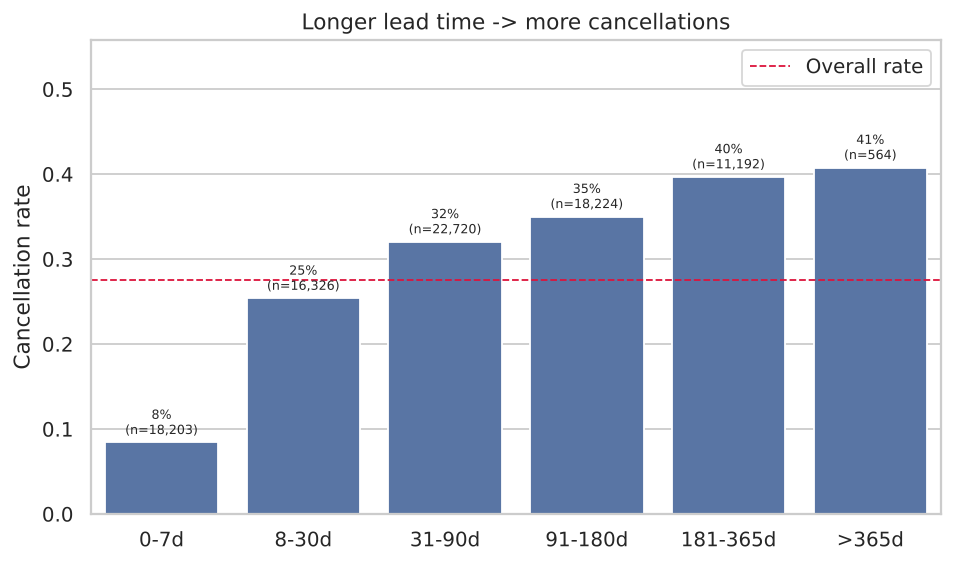 Longer lead time -> more cancellations
Overall rate
Cancellation rate
0.5
0.4
0.3
0.2
0.1
0.0
8%
(n=18,203)
25%
(n=16,326)
32%
(n=22,720)
35%
(n=18,224)
40%
(n=11,192)
41%
(n=564)
0-7d
8-30d
31-90d
91-180d
181-365d
>365d